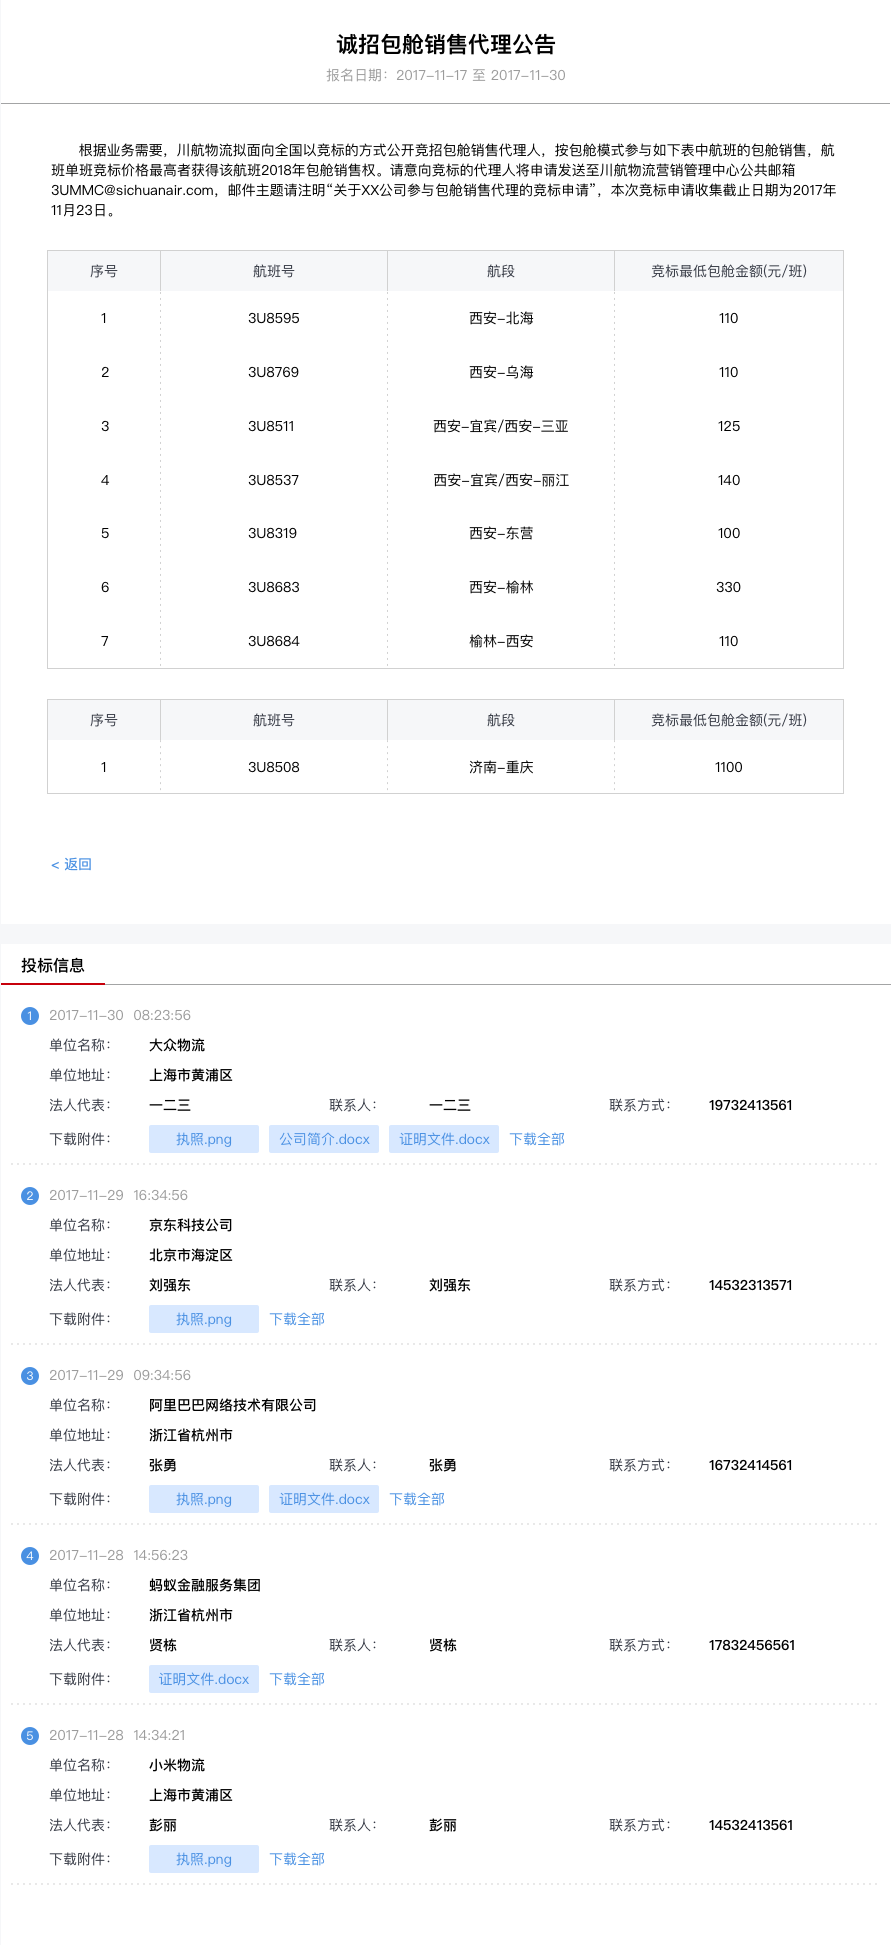 诚招包舱销售代理公告
报名日期：2017-11-17 至 2017-11-30
根据业务需要，川航物流拟面向全国以竞标的方式公开竞招包舱销售代理人，按包舱模式参与如下表中航班的包舱销售，航
班单班竞标价格最高者获得该航班2018年包舱销售权。请意向竞标的代理人将申请发送至川航物流营销管理中心公共邮箱
3UMMC@sichuanair.com，邮件主题请注明“关于XX公司参与包舱销售代理的竞标申请”，本次竞标申请收集截止日期为2017年
11月23日。
序号 航班号 航段 竞标最低包舱金额(元/班)
1 3U8595 西安-北海 110
2 3U8769 西安-乌海 110
3 3U8511 西安-宜宾/西安-三亚 125
4 3U8537 西安-宜宾/西安-丽江 140
5 3U8319 西安-东营 100
6 3U8683 西安-榆林 330
7 3U8684 榆林-西安 110
序号 航班号 航段 竞标最低包舱金额(元/班)
1 3U8508 济南-重庆 1100
< 返回
投标信息
1 2017-11-30 08:23:56
单位名称： 大众物流
单位地址： 上海市黄浦区
法人代表： 一二三 联系人： 一二三 联系方式： 19732413561
下载附件： 执照.png 公司简介.docx 证明文件.docx 下载全部
2 2017-11-29 16:34:56
单位名称： 京东科技公司
单位地址： 北京市海淀区
法人代表： 刘强东 联系人： 刘强东 联系方式： 14532313571
下载附件： 执照.png 下载全部
3 2017-11-29 09:34:56
单位名称： 阿里巴巴网络技术有限公司
单位地址： 浙江省杭州市
法人代表： 张勇 联系人： 张勇 联系方式： 16732414561
下载附件： 执照.png 证明文件.docx 下载全部
4 2017-11-28 14:56:23
单位名称： 蚂蚁金融服务集团
单位地址： 浙江省杭州市
法人代表： 贤栋 联系人： 贤栋 联系方式： 17832456561
下载附件： 证明文件.docx 下载全部
5 2017-11-28 14:34:21
单位名称： 小米物流
单位地址： 上海市黄浦区
法人代表： 彭丽 联系人： 彭丽 联系方式： 14532413561
下载附件： 执照.png 下载全部